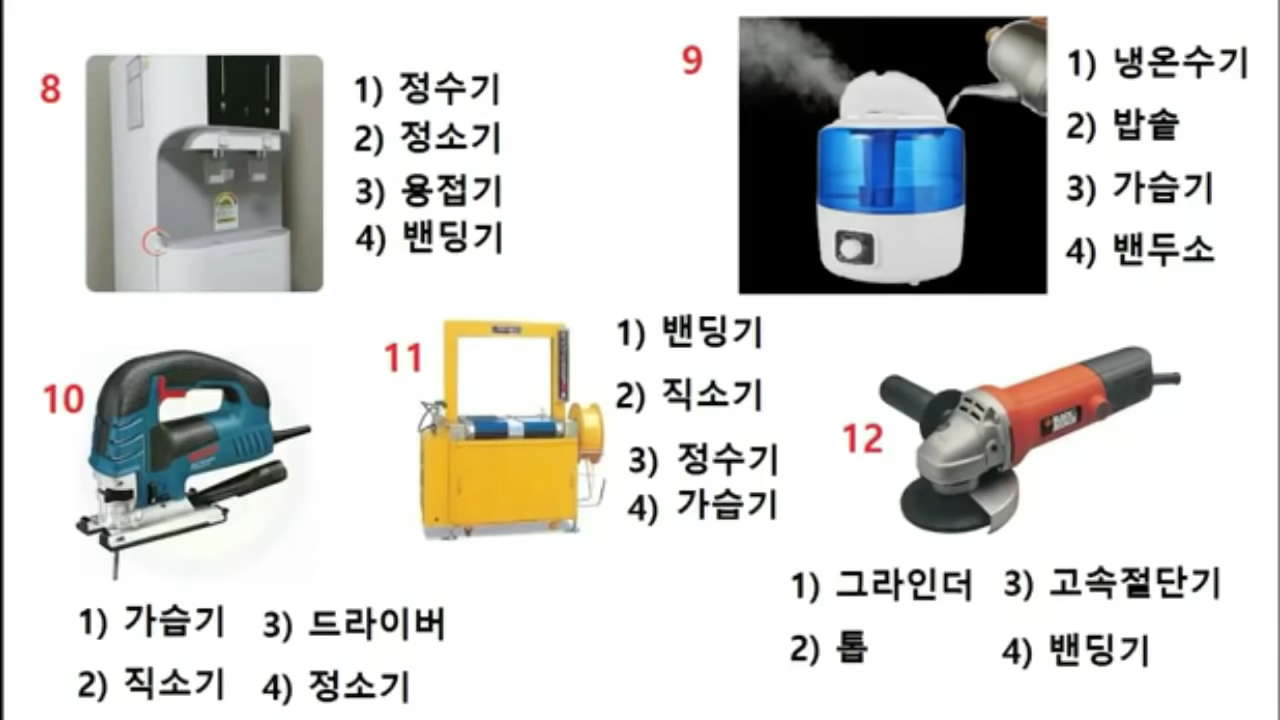 8
1) 정수기
2) 정소기
3) 용접기
4) 밴딩기
9
1) 냉온수기
2) 밥솥
3) 가습기
4) 밴두소
10
1) 가습기 3) 드라이버
2) 직소기 4) 정소기
11
1) 밴딩기
2) 직소기
3) 정수기
4) 가습기
12
1) 그라인더 3) 고속절단기
2) 톱 4) 밴딩기